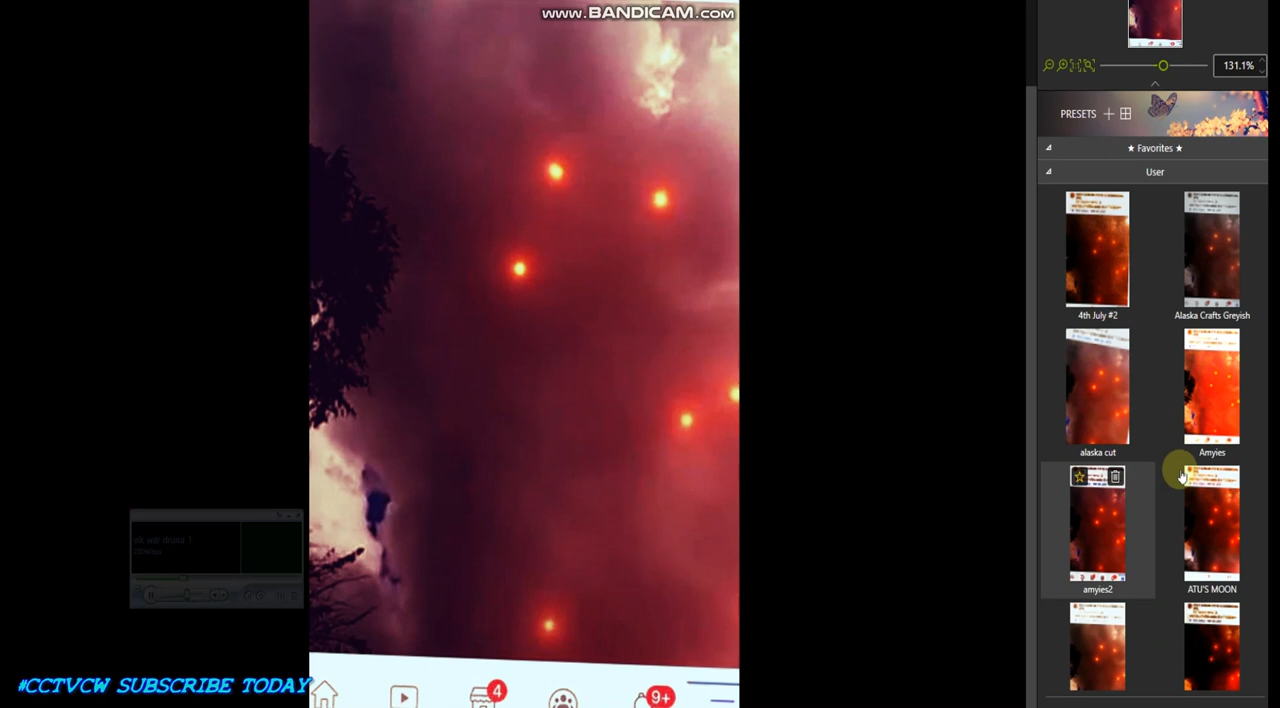 www.BANDICAM.com
131.1%
PRESETS
★ Favorites ★
User
4th July #2
Alaska Crafts Greyish
alaska cut
Amyies
amyies2
ATU'S MOON
4
9+
#CCTVCW SUBSCRIBE TODAY